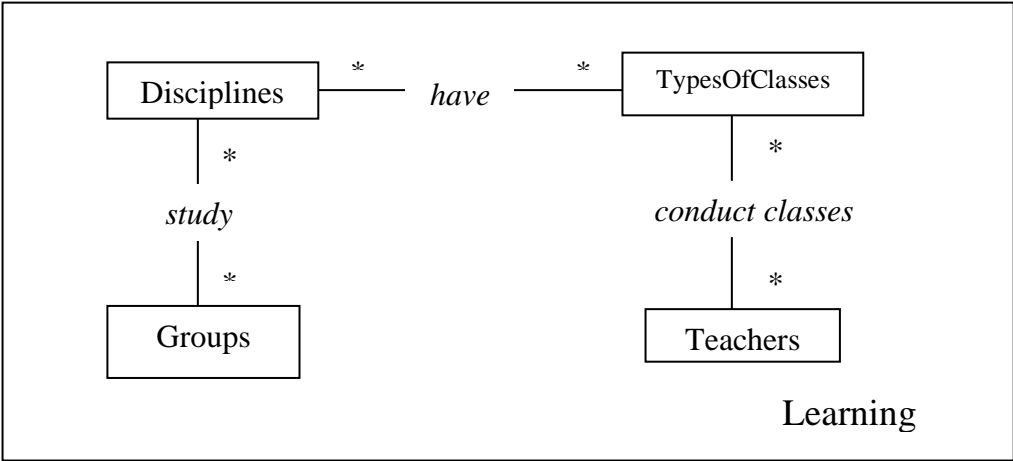 * * 
Disciplines have TypesOfClasses
* *
study conduct classes
* *
Groups Teachers
Learning